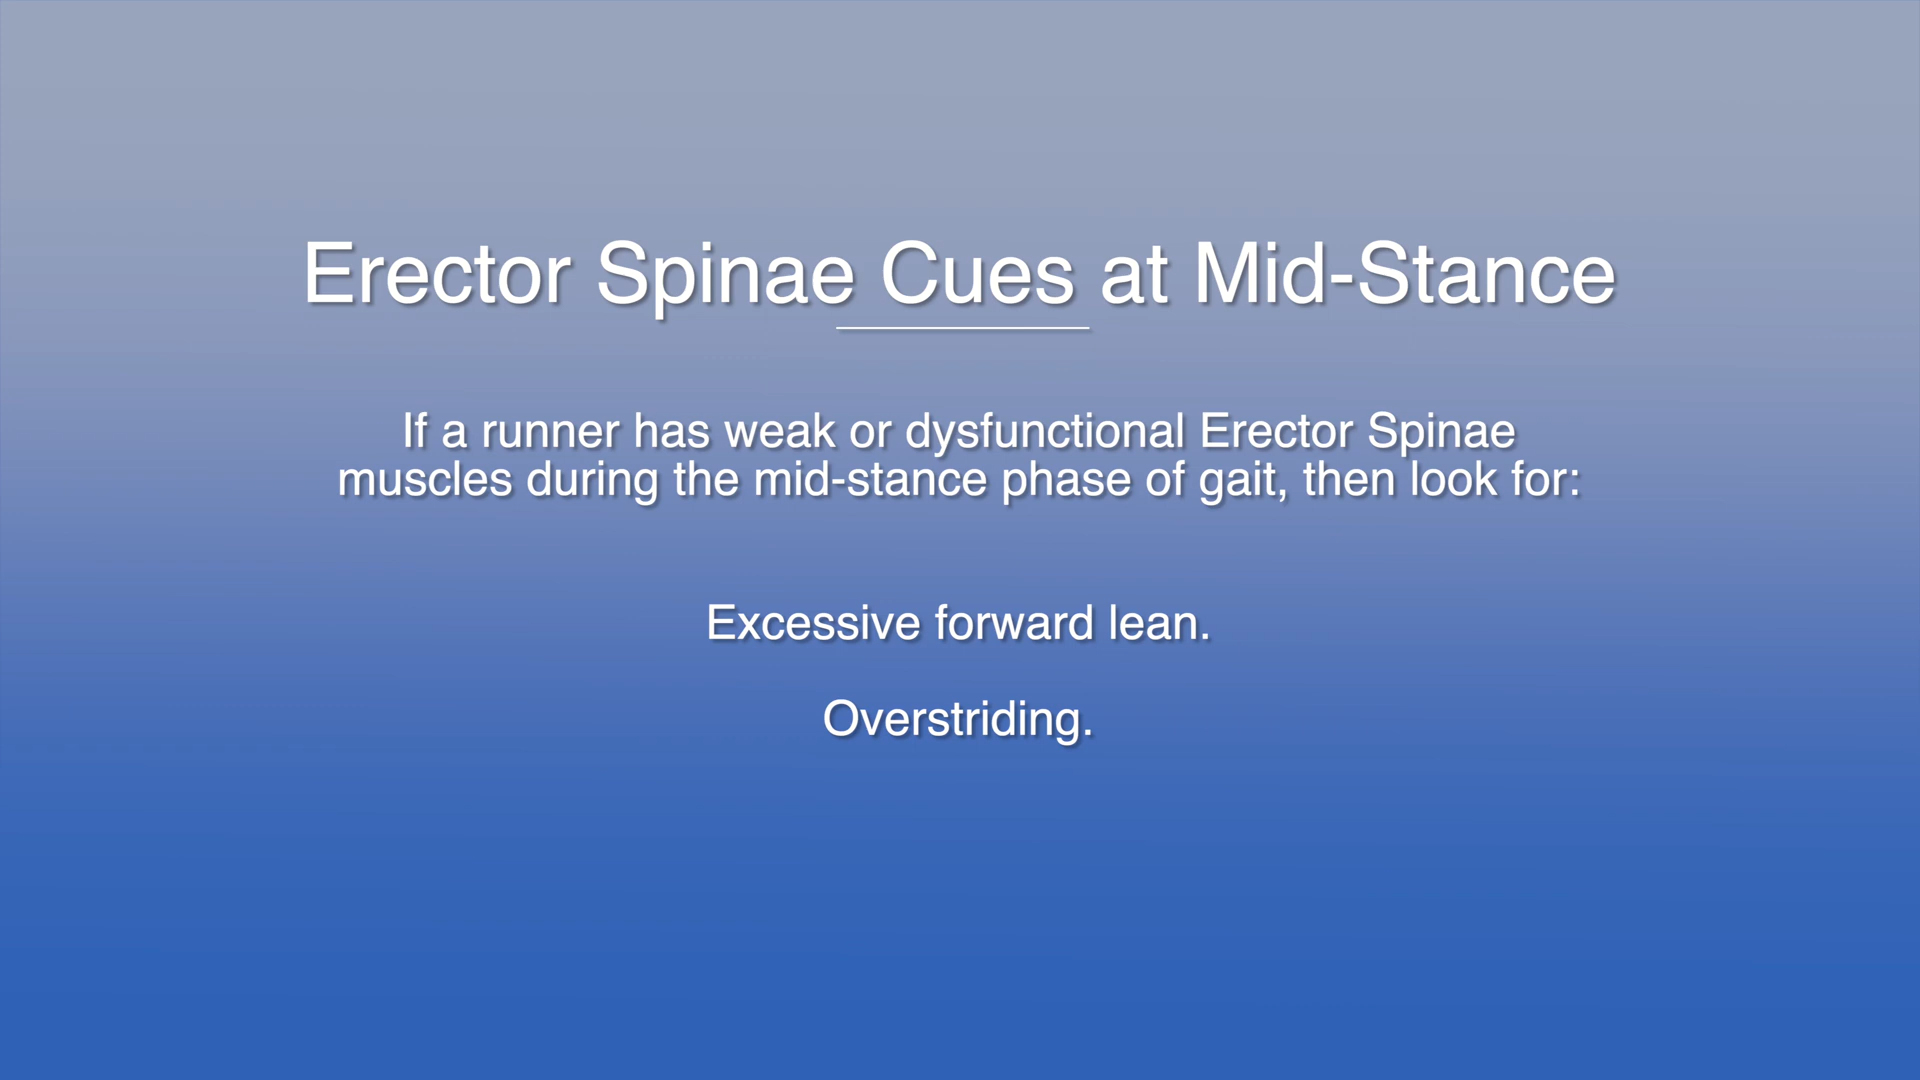 Erector Spinae Cues at Mid-Stance
If a runner has weak or dysfunctional Erector Spinae
muscles during the mid-stance phase of gait, then look for:
Excessive forward lean.
Overstriding.